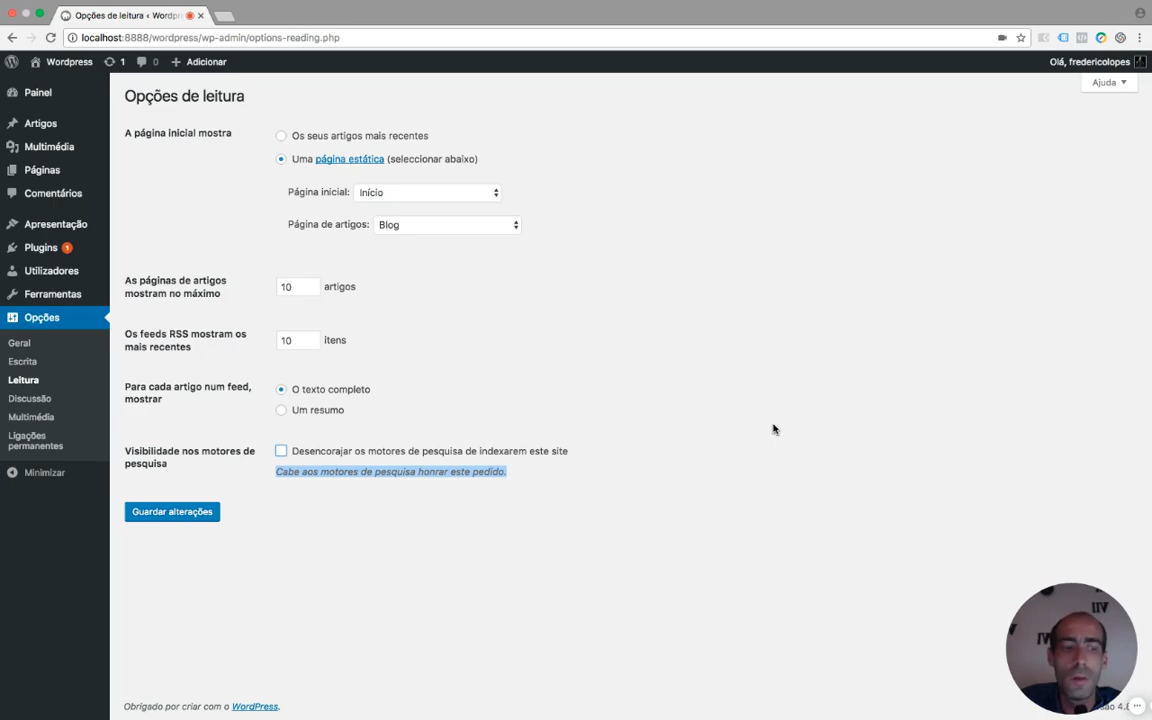 Opções de leitura ‹ Wordpr
localhost:8888/wordpress/wp-admin/options-reading.php
Wordpress 1 0 Adicionar
Olá, fredericolopes
Ajuda
Painel
Artigos
Multimédia
Páginas
Comentários
Apresentação
Plugins 1
Utilizadores
Ferramentas
Opções
Geral
Escrita
Leitura
Discussão
Multimédia
Ligações
permanentes
Minimizar
Opções de leitura
A página inicial mostra
Os seus artigos mais recentes
Uma página estática (seleccionar abaixo)
Página inicial: Início
Página de artigos: Blog
As páginas de artigos
mostram no máximo
10 artigos
Os feeds RSS mostram os
mais recentes
10 itens
Para cada artigo num feed,
mostrar
O texto completo
Um resumo
Visibilidade nos motores de
pesquisa
Desencorajar os motores de pesquisa de indexarem este site
Cabe aos motores de pesquisa honrar este pedido.
Guardar alterações
VII
IV
Obrigado por criar com o WordPress.